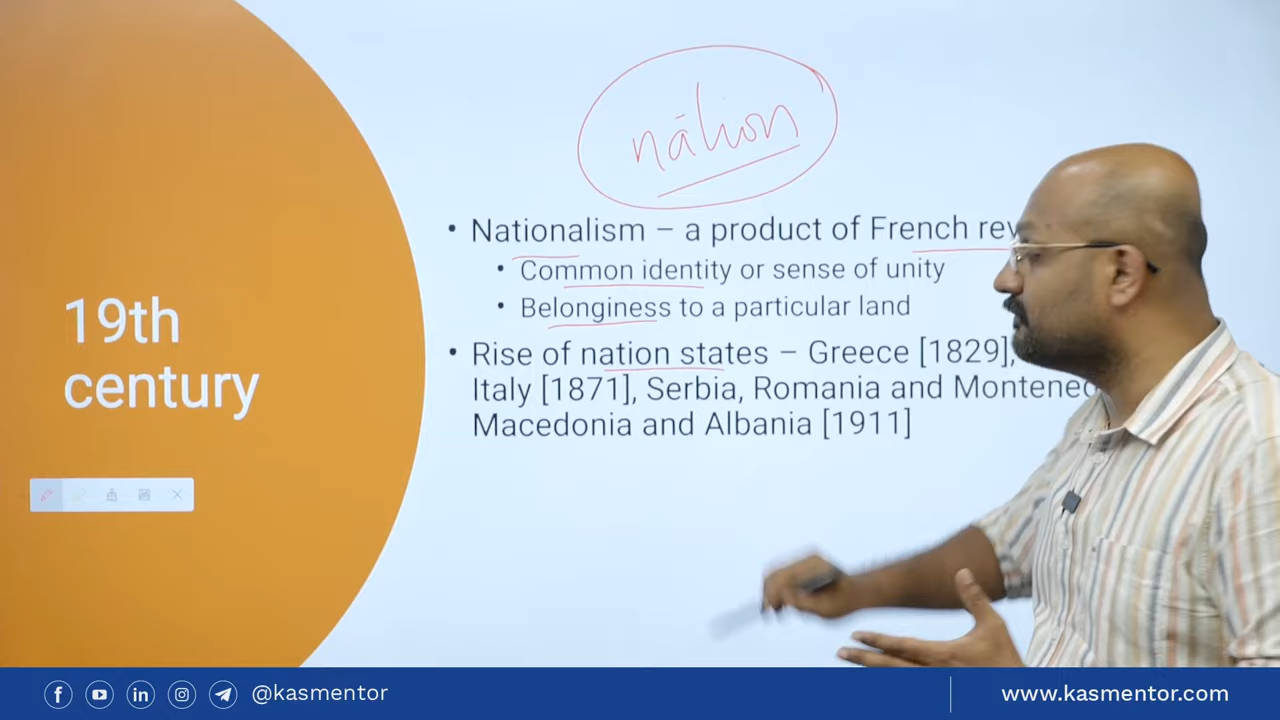 nation
• Nationalism – a product of French rev
• Common identity or sense of unity
• Belonginess to a particular land
• Rise of nation states – Greece [1829],
Italy [1871], Serbia, Romania and Monteneg
Macedonia and Albania [1911]
19th
century
@kasmentor
www.kasmentor.com